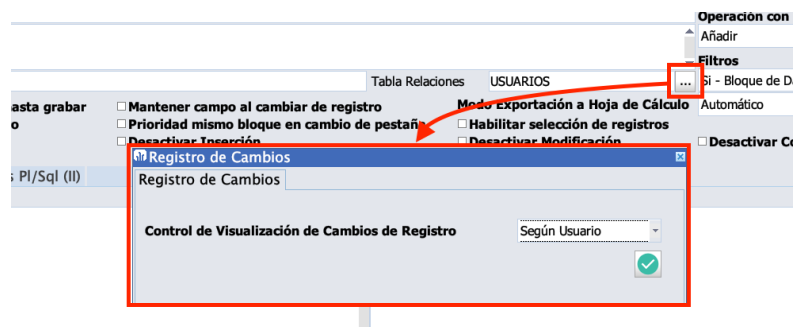 Operación con
Añadir
Filtros
Tabla Relaciones USUARIOS ... Si - Bloque de Da
asta grabar Mantener campo al cambiar de registro Modo Exportación a Hoja de Cálculo Automático
o Prioridad mismo bloque en cambio de pestaña Habilitar selección de registros
Desactivar Inserción Desactivar Modificación Desactivar Co
s Pl/Sql (II)
Registro de Cambios
Registro de Cambios
Control de Visualización de Cambios de Registro Según Usuario